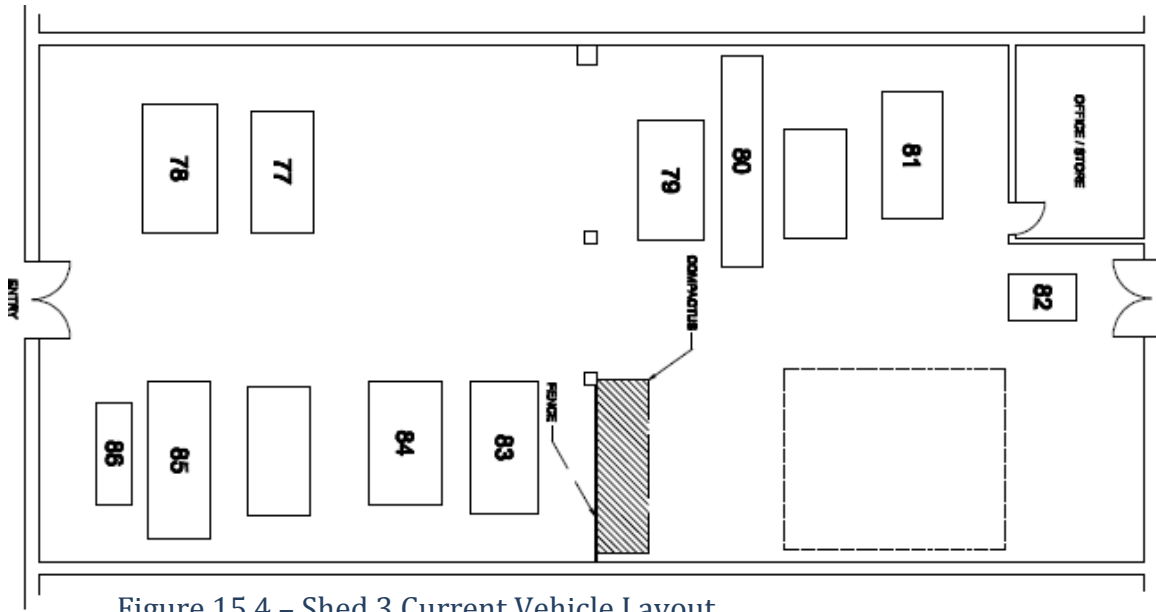 OFFICE / STORE
81
80
79
77
78
82
COMPACTUS
ENTRY
FENCE
83
84
85
86
Figure 15.4 – Shed 3 Current Vehicle Layout